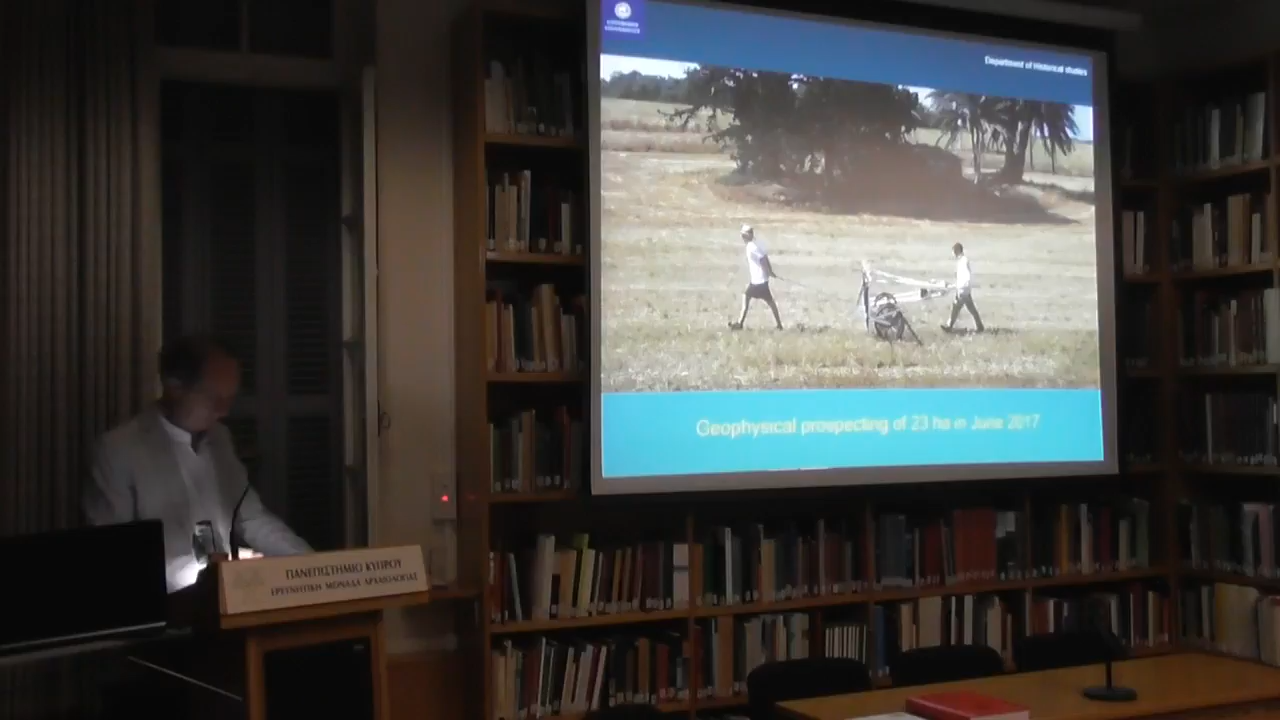 Department of Historical studies
Geophysical prospecting of 23 ha in June 2017
ΠΑΝΕΠΙΣΤΗΜΙΟ ΚΥΠΡΟΥ
ΕΡΕΥΝΗΤΙΚΗ ΜΟΝΑΔΑ ΑΡΧΑΙΟΛΟΓΙΑΣ